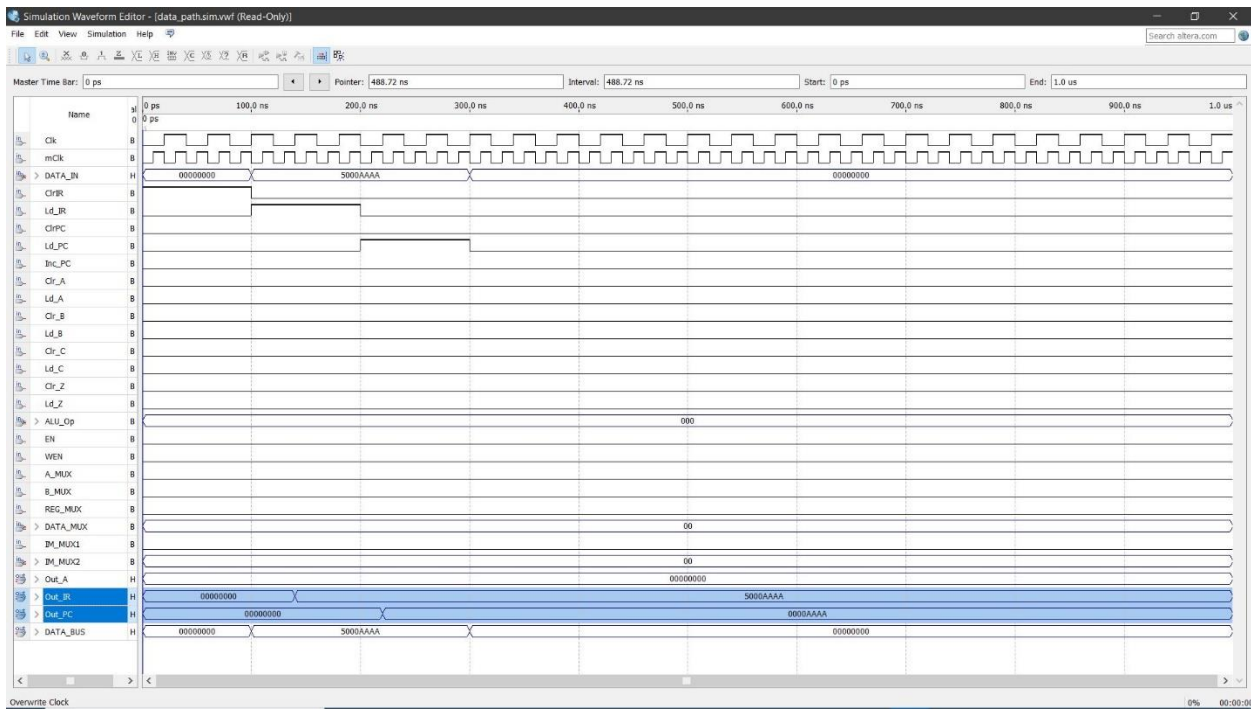 Simulation Waveform Editor - [data_path.sim.vwf (Read-Only)]
File Edit View Simulation Help
Search altera.com
Master Time Bar: 0 ps Pointer: 488.72 ns Interval: 488.72 ns Start: 0 ps End: 1.0 us
Name 0 ps 100.0 ns 200.0 ns 300.0 ns 400.0 ns 500.0 ns 600.0 ns 700.0 ns 800.0 ns 900.0 ns 1.0 us
0 0 ps
Clk B
mClk B
> DATA_IN H 00000000 5000AAAA 00000000
ClrIR B
Ld_IR B
ClrPC B
Ld_PC B
Inc_PC B
Clr_A B
Ld_A B
Clr_B B
Ld_B B
Clr_C B
Ld_C B
Clr_Z B
Ld_Z B
> ALU_Op B 000
EN B
WEN B
A_MUX B
B_MUX B
REG_MUX B
> DATA_MUX B 00
IM_MUX1 B
> IM_MUX2 B 00
> Out_A H 00000000
> Out_IR H 00000000 5000AAAA
> Out_PC H 00000000 0000AAAA
> DATA_BUS H 00000000 5000AAAA 00000000
Overwrite Clock 0% 00:00:0